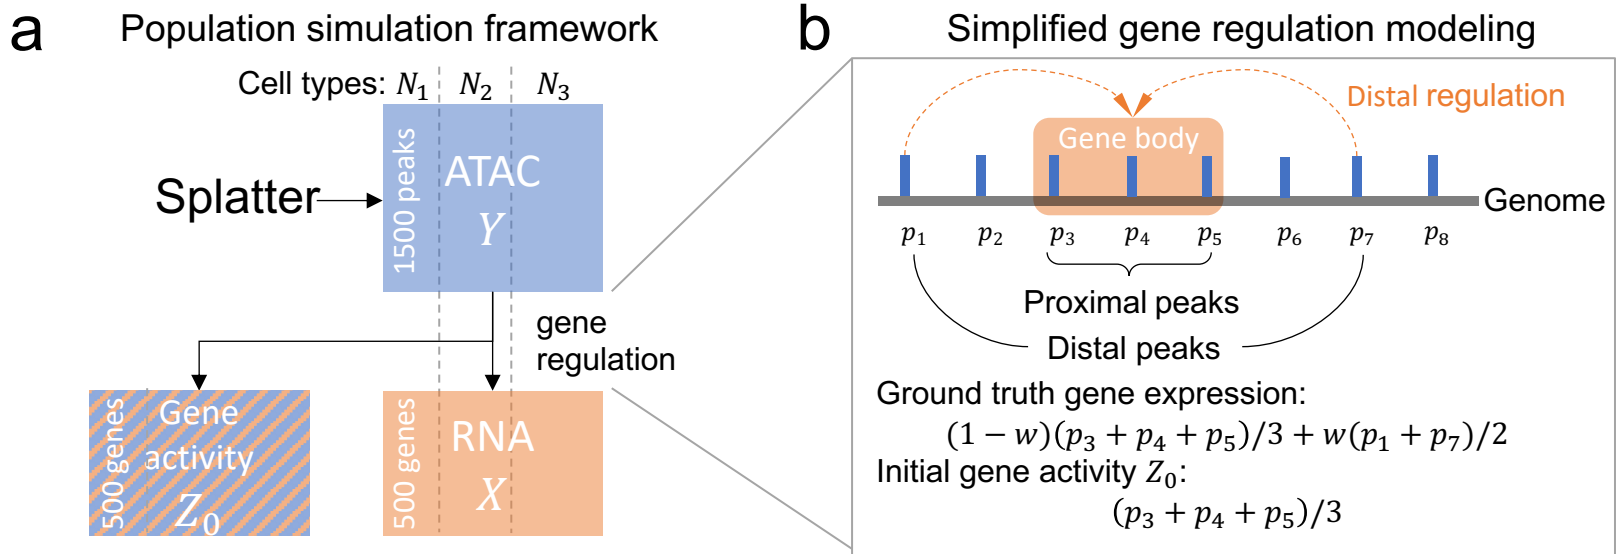 a
Population simulation framework
Cell types: N₁ N₂ N₃
1500 peaks
ATAC
Y
Splatter
gene
regulation
500 genes
Gene
activity
Z₀
500 genes
RNA
X
b
Simplified gene regulation modeling
Distal regulation
Gene body
Genome
p₁ p₂ p₃ p₄ p₅ p₆ p₇ p₈
Proximal peaks
Distal peaks
Ground truth gene expression:
(1 − w)(p₃ + p₄ + p₅)/3 + w(p₁ + p₇)/2
Initial gene activity Z₀:
(p₃ + p₄ + p₅)/3